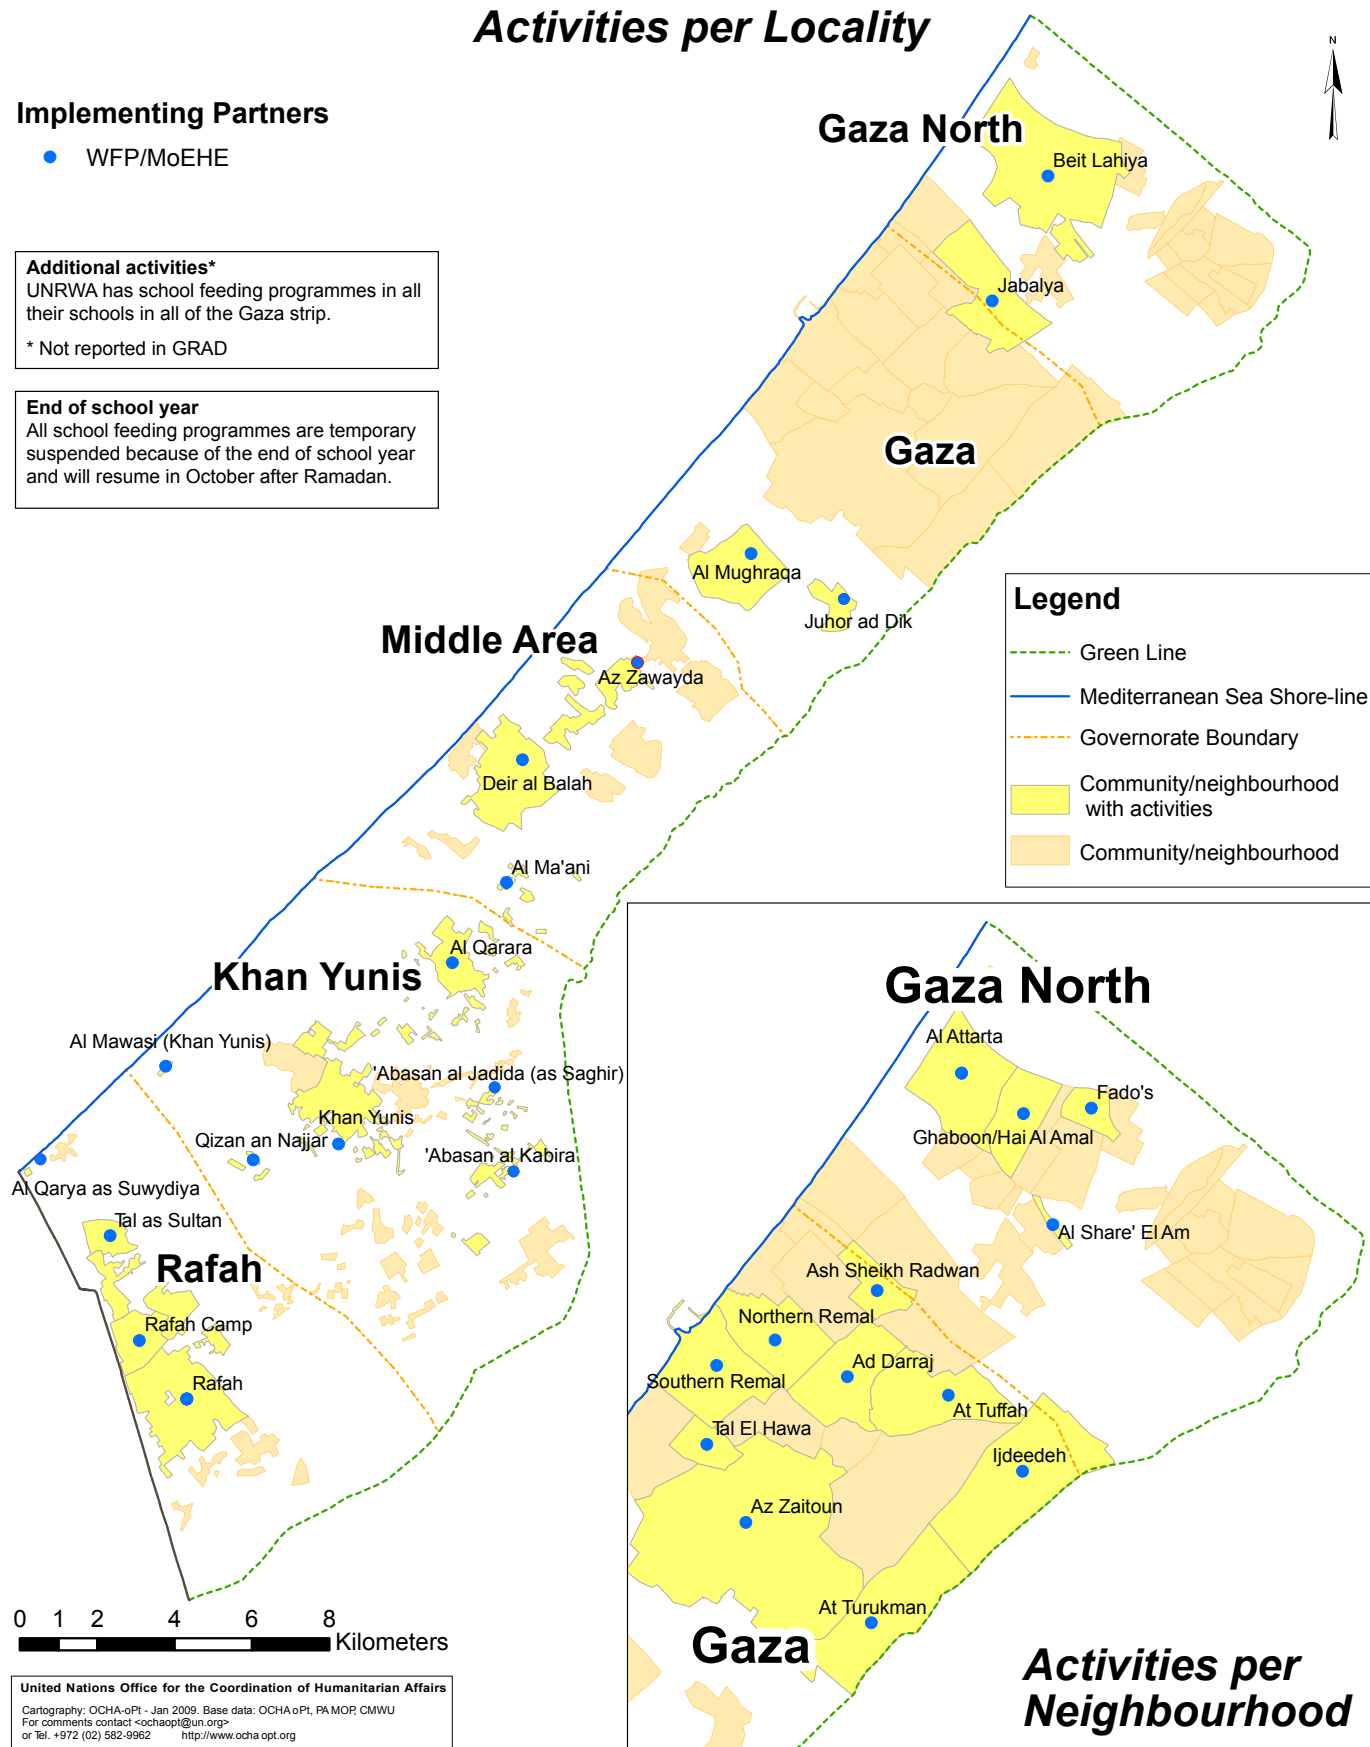 Activities per Locality
N
Implementing Partners
WFP/MoEHE
Additional activities*
UNRWA has school feeding programmes in all
their schools in all of the Gaza strip.
* Not reported in GRAD
End of school year
All school feeding programmes are temporary
suspended because of the end of school year
and will resume in October after Ramadan.
Gaza North
Beit Lahiya
Jabalya
Gaza
Al Mughraqa
Juhor ad Dik
Middle Area
Az Zawayda
Deir al Balah
Al Ma'ani
Al Qarara
Khan Yunis
Al Mawasi (Khan Yunis)
'Abasan al Jadida (as Saghir)
Khan Yunis
Qizan an Najjar
'Abasan al Kabira
Al Qarya as Suwydiya
Tal as Sultan
Rafah
Rafah Camp
Rafah
Legend
Green Line
Mediterranean Sea Shore-line
Governorate Boundary
Community/neighbourhood
with activities
Community/neighbourhood
Gaza North
Al Attarta
Fado's
Ghaboon/Hai Al Amal
Al Share' El Am
Ash Sheikh Radwan
Northern Remal
Ad Darraj
Southern Remal
At Tuffah
Tal El Hawa
Ijdeedeh
Az Zaitoun
At Turukman
Gaza
Activities per
Neighbourhood
0 1 2 4 6 8
Kilometers
United Nations Office for the Coordination of Humanitarian Affairs
Cartography: OCHA-oPt - Jan 2009. Base data: OCHA oPt, PA MOP, CMWU
For comments contact <ochaopt@un.org>
or Tel. +972 (02) 582-9962 http://www.ocha opt.org